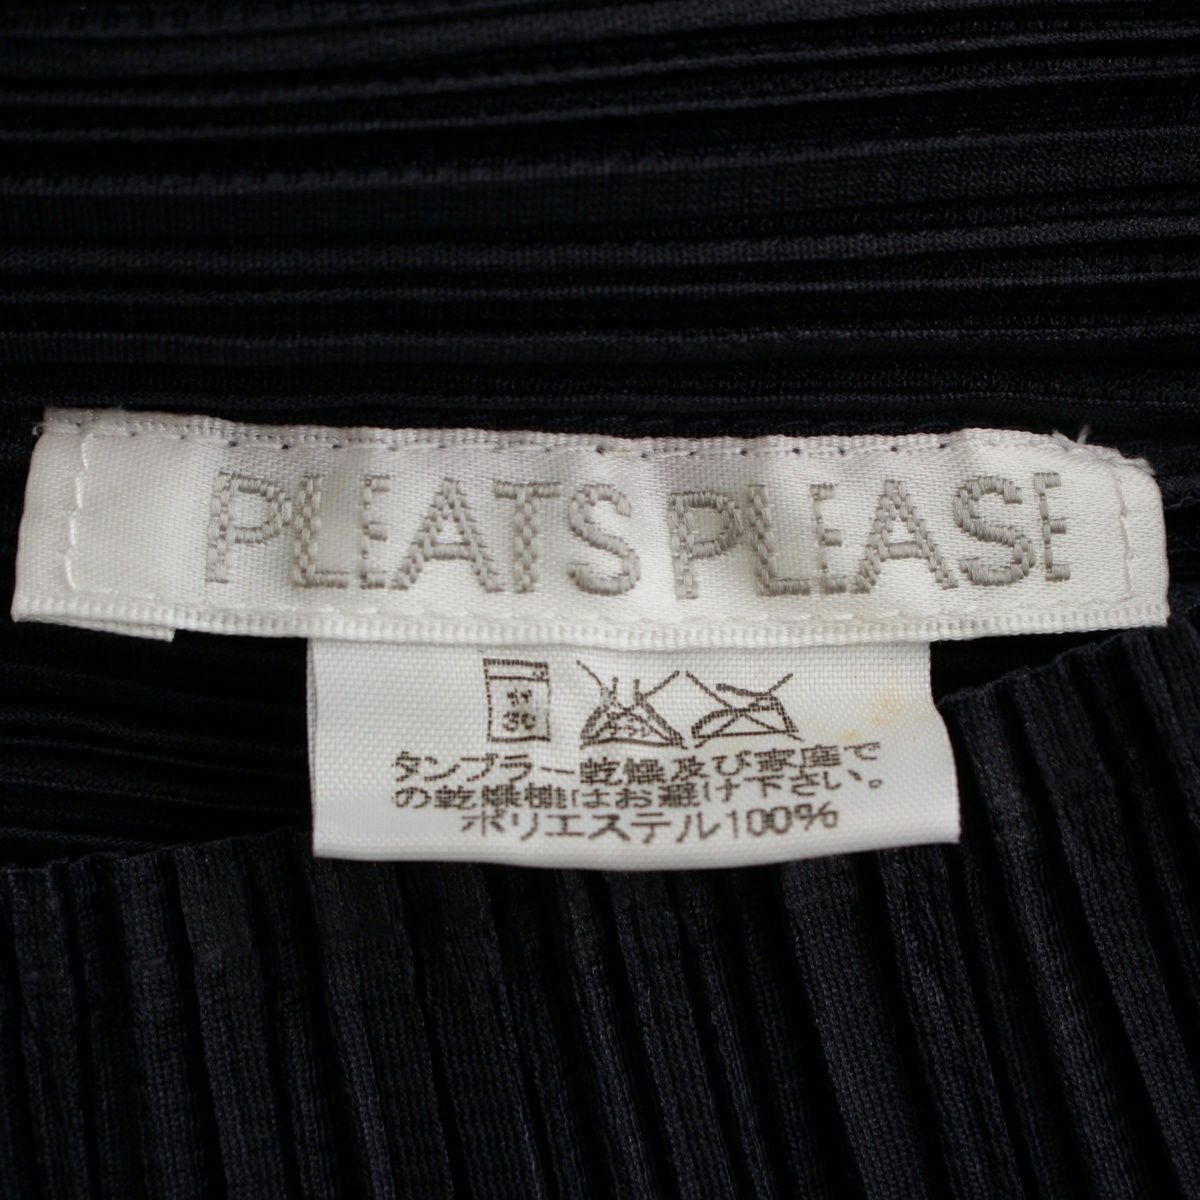 PLEATS PLEASE
30
タンブラー乾燥及び家庭で
の乾燥機はお避け下さい。
ポリエステル100%